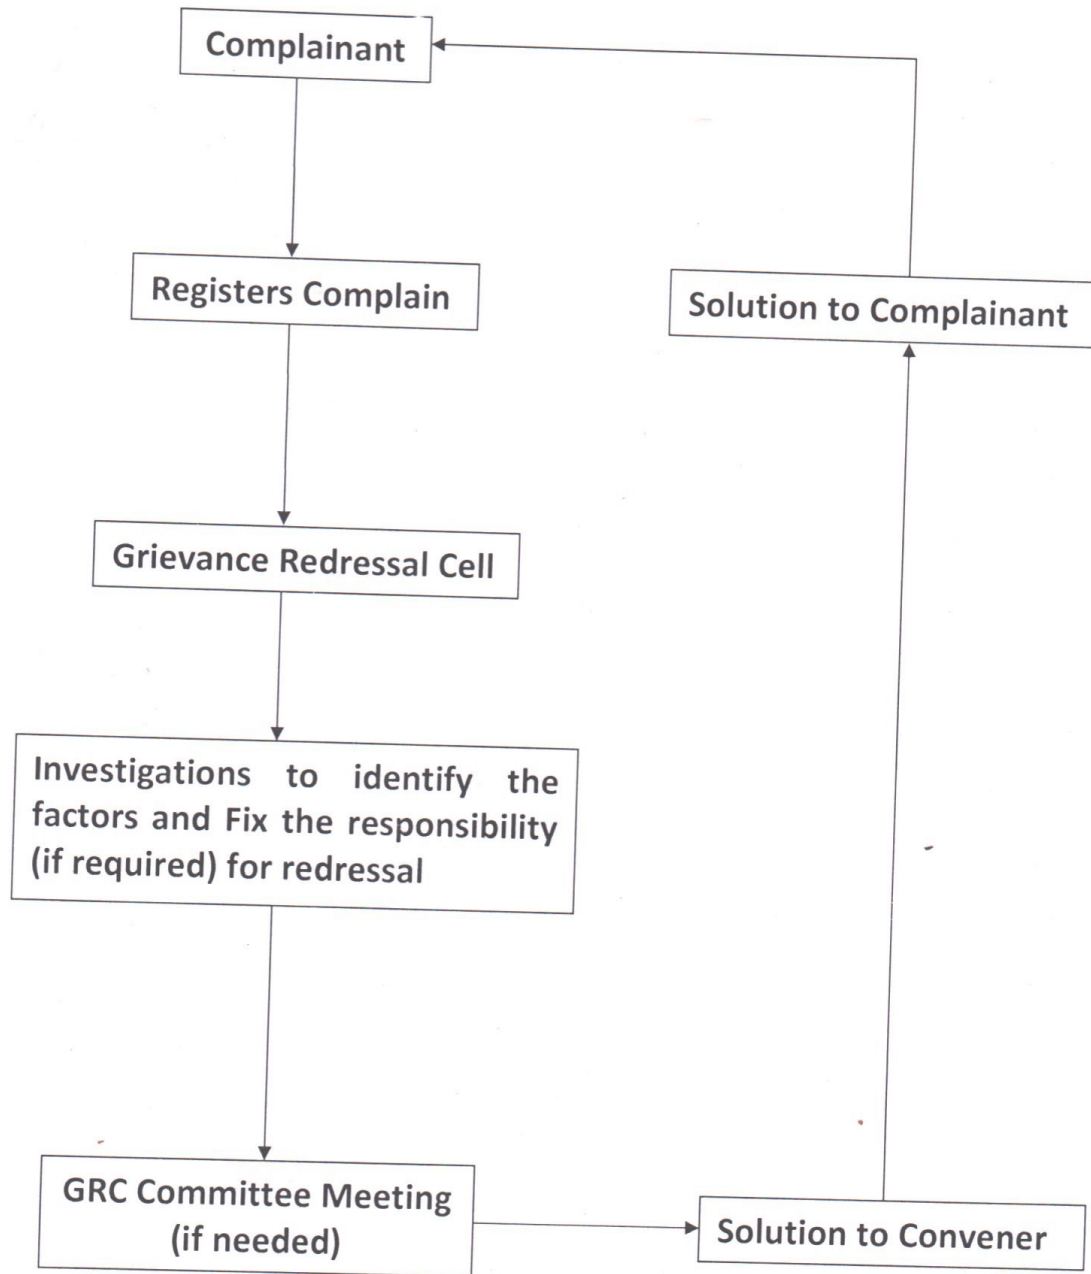 Complainant
Registers Complain
Grievance Redressal Cell
Investigations to identify the
factors and Fix the responsibility
(if required) for redressal
GRC Committee Meeting
(if needed)
Solution to Convener
Solution to Complainant